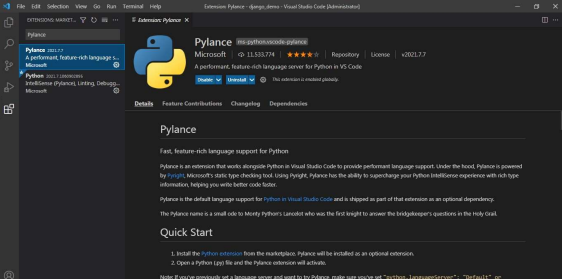 File Edit Selection View Go Run Terminal Help
Extension: Pylance - django_demo - Visual Studio Code [Administrator]
EXTENSIONS: MARKET...
Extension: Pylance
Pylance
Pylance 2021.7.7
A performant, feature-rich language s...
Microsoft
Python
IntelliSense (Pylance), Linting, Debugg...
Microsoft
Pylance ms-python.vscode-pylance
Microsoft 11,533,774 Repository License v2021.7.7
A performant, feature-rich language server for Python in VS Code
Disable Uninstall This extension is enabled globally.
Details Feature Contributions Changelog Dependencies
Pylance
Fast, feature-rich language support for Python
Pylance is an extension that works alongside Python in Visual Studio Code to provide performant language support. Under the hood, Pylance is powered
by Pyright, Microsoft's static type checking tool. Using Pyright, Pylance has the ability to supercharge your Python IntelliSense experience with rich type
information, helping you write better code faster.
Pylance is the default language support for Python in Visual Studio Code and is shipped as part of that extension as an optional dependency.
The Pylance name is a small ode to Monty Python's Lancelot who was the first knight to answer the bridgekeeper's questions in the Holy Grail.
Quick Start
1. Install the Python extension from the marketplace. Pylance will be installed as an optional extension.
2. Open a Python (.py) file and the Pylance extension will activate.
Note: If you've previously set a language server and want to try Pylance, make sure you've set "python.languageServer": "Default" or